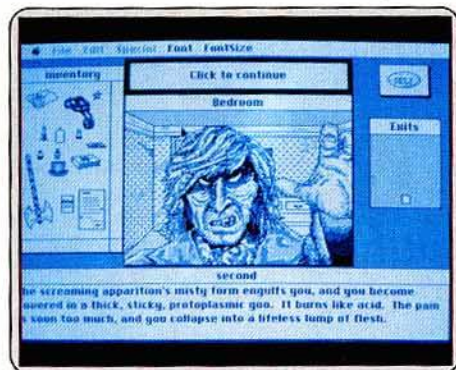 File Edit Special Font FontSize
inventory
Click to continue
Bedroom
Exits
second
he screaming apparition's misty form engulfs you, and you become
overed in a thick, sticky, protoplasmic goo. It burns like acid. The pain
s soon too much, and you collapse into a lifeless lump of flesh.